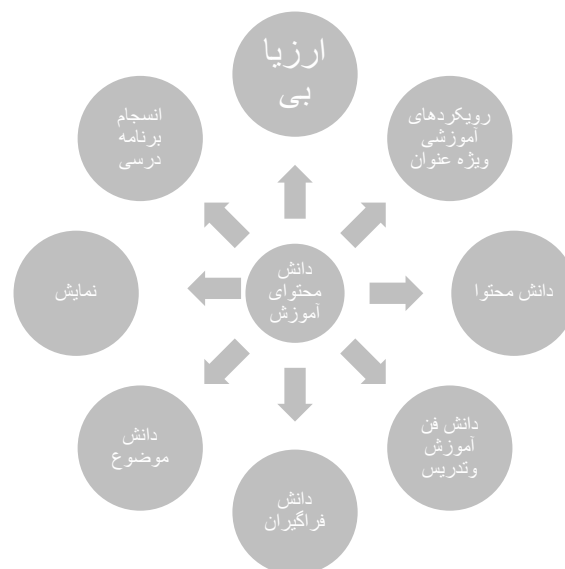 ارزیا
بی
رویکردهای
آموزشی
ویژه عنوان
دانش محتوا
دانش فن
آموزش
وتدریس
دانش
فراگیران
دانش
موضوع
نمایش
انسجام
برنامه
درسی
دانش
محتوای
آموزش